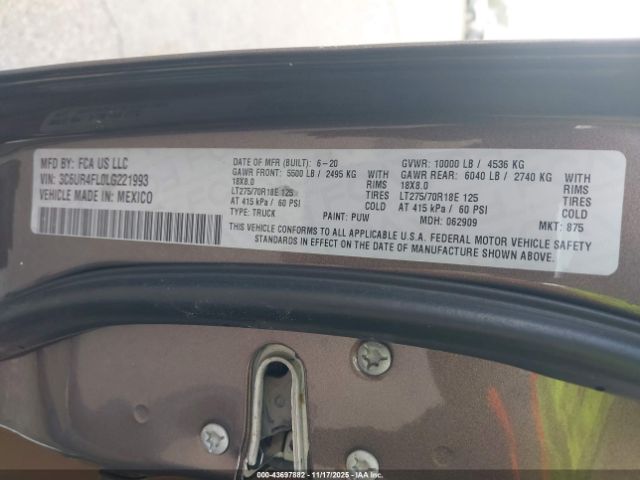 MFD BY: FCA US LLC
VIN: 3C6UR4FL0LG221993
VEHICLE MADE IN: MEXICO
DATE OF MFR (BUILT): 6-20
GAWR FRONT: 5500 LB / 2495 KG WITH
18X8.0 TIRES
LT275/70R18E 125 RIMS
AT 415 kPa / 60 PSI COLD
TYPE: TRUCK PAINT: PUW
GVWR: 10000 LB / 4536 KG
GAWR REAR: 6040 LB / 2740 KG WITH
18X8.0 TIRES
LT275/70R18E 125 RIMS
AT 415 kPa / 60 PSI COLD
MDH: 062909 MKT: 875
THIS VEHICLE CONFORMS TO ALL APPLICABLE U.S.A. FEDERAL MOTOR VEHICLE SAFETY
STANDARDS IN EFFECT ON THE DATE OF MANUFACTURE SHOWN ABOVE.
000-43697882 - 11/17/2025 - IAAI.COM